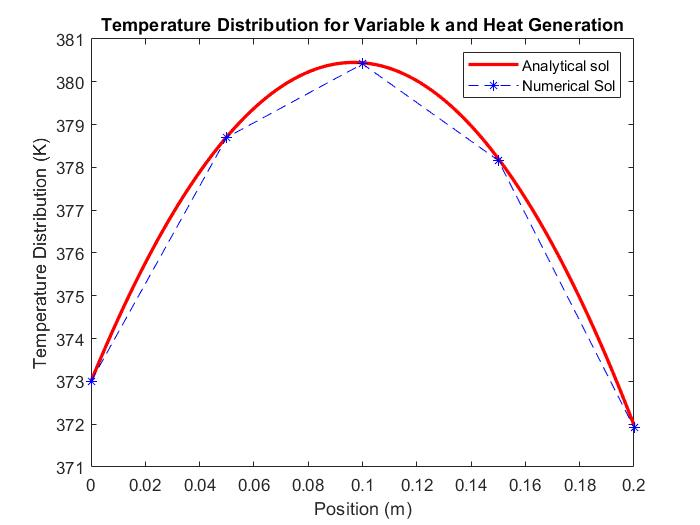 Temperature Distribution for Variable k and Heat Generation
Analytical sol
Numerical Sol
381
380
379
378
377
376
375
374
373
372
371
Temperature Distribution (K)
0 0.02 0.04 0.06 0.08 0.1 0.12 0.14 0.16 0.18 0.2
Position (m)